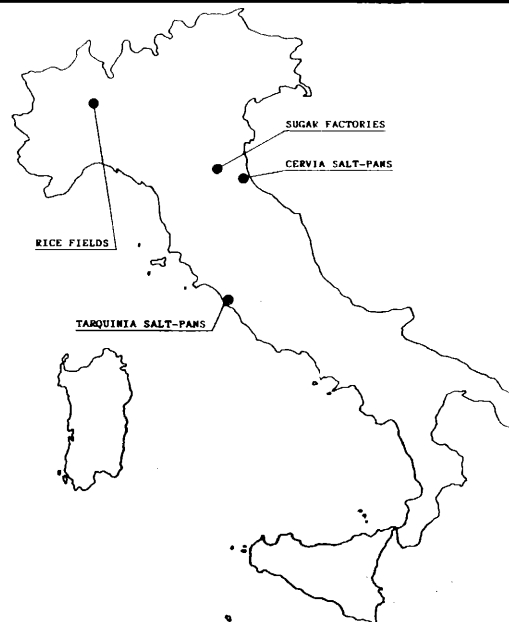 SUGAR FACTORIES
CERVIA SALT-PANS
RICE FIELDS
TARQUINIA SALT-PANS